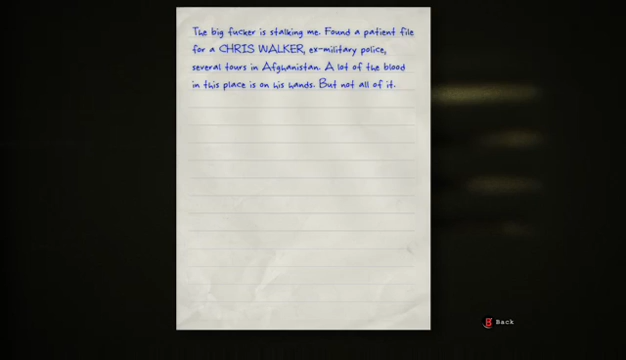 The big fucker is stalking me. Found a patient file
for a CHRIS WALKER, ex-military police,
several tours in Afghanistan. A lot of the blood
in this place is on his hands. But not all of it.
Back